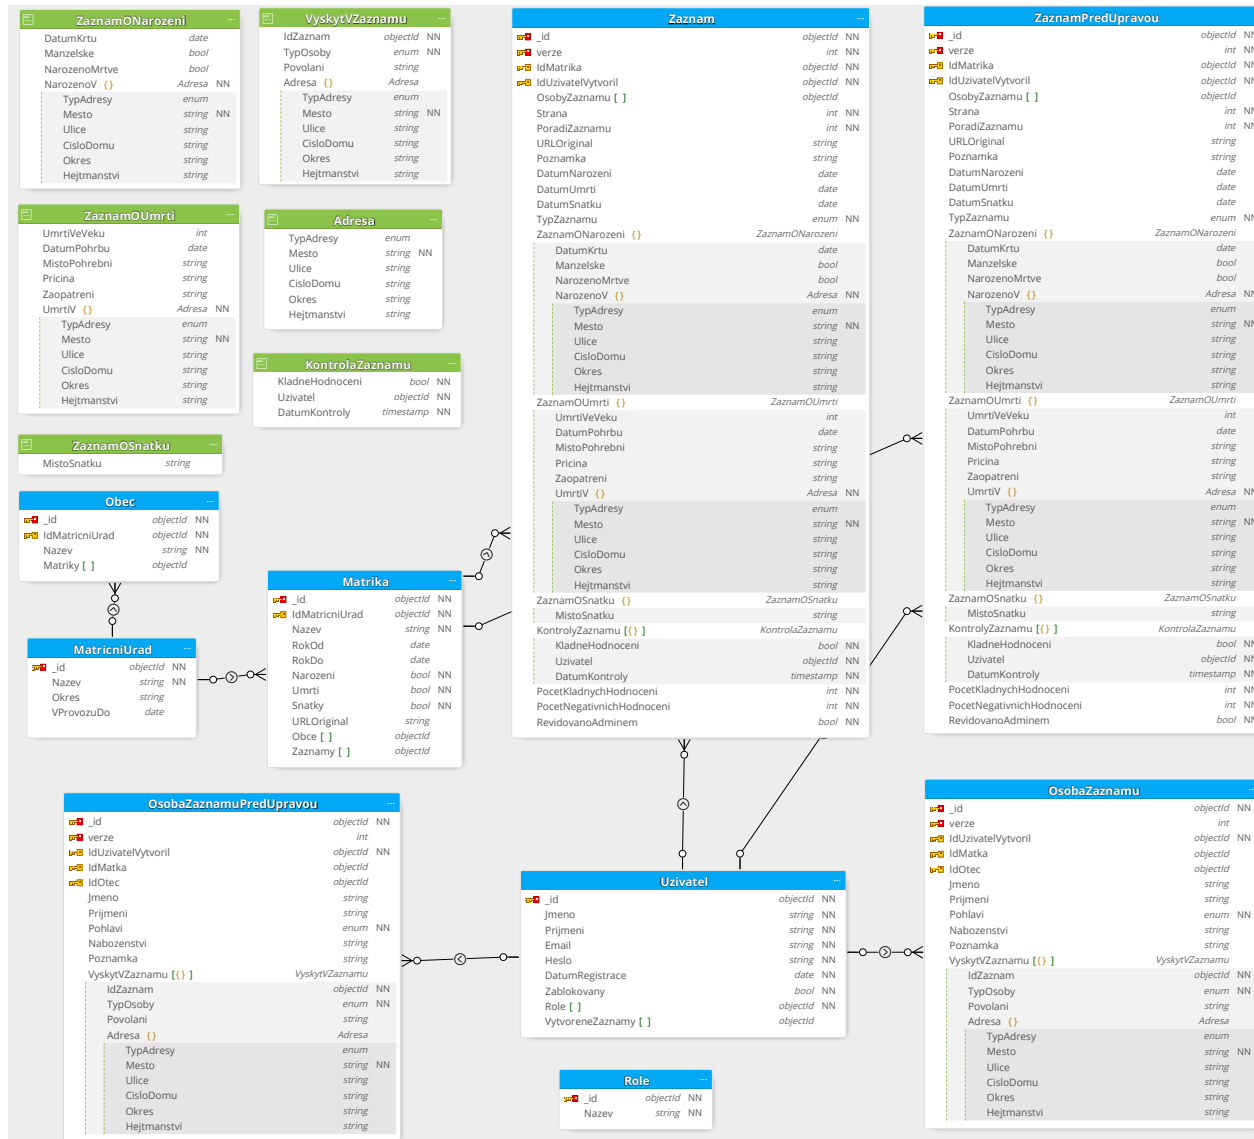 ZaznamONarozeni ...
DatumKrtu date
Manzelske bool
NarozenoMrtve bool
NarozenoV {} Adresa NN
TypAdresy enum
Mesto string NN
Ulice string
CisloDomu string
Okres string
Hejtmanstvi string
VyskytVZaznamu ...
IdZaznam objectId NN
TypOsoby enum NN
Povolani string
Adresa {} Adresa
TypAdresy enum
Mesto string NN
Ulice string
CisloDomu string
Okres string
Hejtmanstvi string
ZaznamOUmrti ...
UmrtiVeVeku int
DatumPohrbu date
MistoPohrebni string
Pricina string
Zaopatreni string
UmrtiV {} Adresa NN
TypAdresy enum
Mesto string NN
Ulice string
CisloDomu string
Okres string
Hejtmanstvi string
Adresa ...
TypAdresy enum
Mesto string NN
Ulice string
CisloDomu string
Okres string
Hejtmanstvi string
KontrolaZaznamu ...
KladneHodnoceni bool NN
Uzivatel objectId NN
DatumKontroly timestamp NN
ZaznamOSnatku ...
MistoSnatku string
Obec ...
_id objectId NN
IdMatricniUrad objectId NN
Nazev string NN
Matriky [ ] objectId
MatricniUrad
_id objectId NN
Nazev string NN
Okres string
VProvozuDo date
Matrika ...
_id objectId NN
IdMatricniUrad objectId NN
Nazev string NN
RokOd date
RokDo date
Narozeni bool NN
Umrti bool NN
Snatky bool NN
URLOriginal string
Obce [ ] objectId
Zaznamy [ ] objectId
Zaznam ...
_id objectId NN
verze int NN
IdMatrika objectId NN
IdUzivatelVytvoril objectId NN
OsobyZaznamu [ ] objectId
Strana int NN
PoradiZaznamu int NN
URLOriginal string
Poznamka string
DatumNarozeni date
DatumUmrti date
DatumSnatku date
TypZaznamu enum NN
ZaznamONarozeni {} ZaznamONarozeni
DatumKrtu date
Manzelske bool
NarozenoMrtve bool
NarozenoV {} Adresa NN
TypAdresy enum
Mesto string NN
Ulice string
CisloDomu string
Okres string
Hejtmanstvi string
ZaznamOUmrti {} ZaznamOUmrti
UmrtiVeVeku int
DatumPohrbu date
MistoPohrebni string
Pricina string
Zaopatreni string
UmrtiV {} Adresa NN
TypAdresy enum
Mesto string NN
Ulice string
CisloDomu string
Okres string
Hejtmanstvi string
ZaznamOSnatku {} ZaznamOSnatku
MistoSnatku string
KontrolyZaznamu [{} ] KontrolaZaznamu
KladneHodnoceni bool NN
Uzivatel objectId NN
DatumKontroly timestamp NN
PocetKladnychHodnoceni int NN
PocetNegativnichHodnoceni int NN
RevidovanoAdminem bool NN
ZaznamPredUpravou
_id objectId NN
verze int NN
IdMatrika objectId NN
IdUzivatelVytvoril objectId NN
OsobyZaznamu [ ] objectId
Strana int NN
PoradiZaznamu int NN
URLOriginal string
Poznamka string
DatumNarozeni date
DatumUmrti date
DatumSnatku date
TypZaznamu enum NN
ZaznamONarozeni {} ZaznamONarozeni
DatumKrtu date
Manzelske bool
NarozenoMrtve bool
NarozenoV {} Adresa NN
TypAdresy enum
Mesto string NN
Ulice string
CisloDomu string
Okres string
Hejtmanstvi string
ZaznamOUmrti {} ZaznamOUmrti
UmrtiVeVeku int
DatumPohrbu date
MistoPohrebni string
Pricina string
Zaopatreni string
UmrtiV {} Adresa NN
TypAdresy enum
Mesto string NN
Ulice string
CisloDomu string
Okres string
Hejtmanstvi string
ZaznamOSnatku {} ZaznamOSnatku
MistoSnatku string
KontrolyZaznamu [{} ] KontrolaZaznamu
KladneHodnoceni bool NN
Uzivatel objectId NN
DatumKontroly timestamp NN
PocetKladnychHodnoceni int NN
PocetNegativnichHodnoceni int NN
RevidovanoAdminem bool NN
OsobaZaznamuPredUpravou ...
_id objectId NN
verze int
IdUzivatelVytvoril objectId NN
IdMatka objectId
IdOtec objectId
Jmeno string
Prijmeni string
Pohlavi enum NN
Nabozenstvi string
Poznamka string
VyskytVZaznamu [{} ] VyskytVZaznamu
IdZaznam objectId NN
TypOsoby enum NN
Povolani string
Adresa {} Adresa
TypAdresy enum
Mesto string NN
Ulice string
CisloDomu string
Okres string
Hejtmanstvi string
Uzivatel ...
_id objectId NN
Jmeno string NN
Prijmeni string NN
Email string NN
Heslo string NN
DatumRegistrace date NN
Zablokovany bool NN
Role [ ] objectId NN
VytvoreneZaznamy [ ] objectId
Role ...
_id objectId NN
Nazev string NN
OsobaZaznamu ...
_id objectId NN
verze int
IdUzivatelVytvoril objectId NN
IdMatka objectId
IdOtec objectId
Jmeno string
Prijmeni string
Pohlavi enum NN
Nabozenstvi string
Poznamka string
VyskytVZaznamu [{} ] VyskytVZaznamu
IdZaznam objectId NN
TypOsoby enum NN
Povolani string
Adresa {} Adresa
TypAdresy enum
Mesto string NN
Ulice string
CisloDomu string
Okres string
Hejtmanstvi string